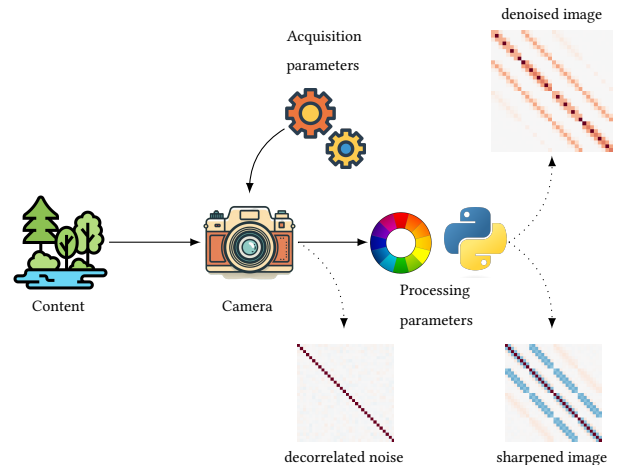 denoised image
Acquisition
parameters
Content
Camera
Processing
parameters
decorrelated noise
sharpened image